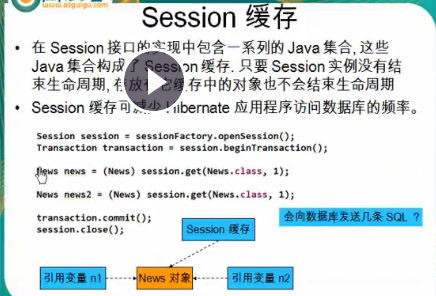 www.atguigu.com
Session 缓存
• 在 Session 接口的实现中包含一系列的 Java 集合, 这些
Java 集合构成了 Session 缓存. 只要 Session 实例没有结
束生命周期, 存放在它缓存中的对象也不会结束生命周期
• Session 缓存可减少 Hibernate 应用程序访问数据库的频率。
Session session = sessionFactory.openSession();
Transaction transaction = session.beginTransaction();
News news = (News) session.get(News.class, 1);
News news2 = (News) session.get(News.class, 1);
transaction.commit();
session.close();
会向数据库发送几条 SQL ?
Session 缓存
引用变量 n1
News 对象
引用变量 n2